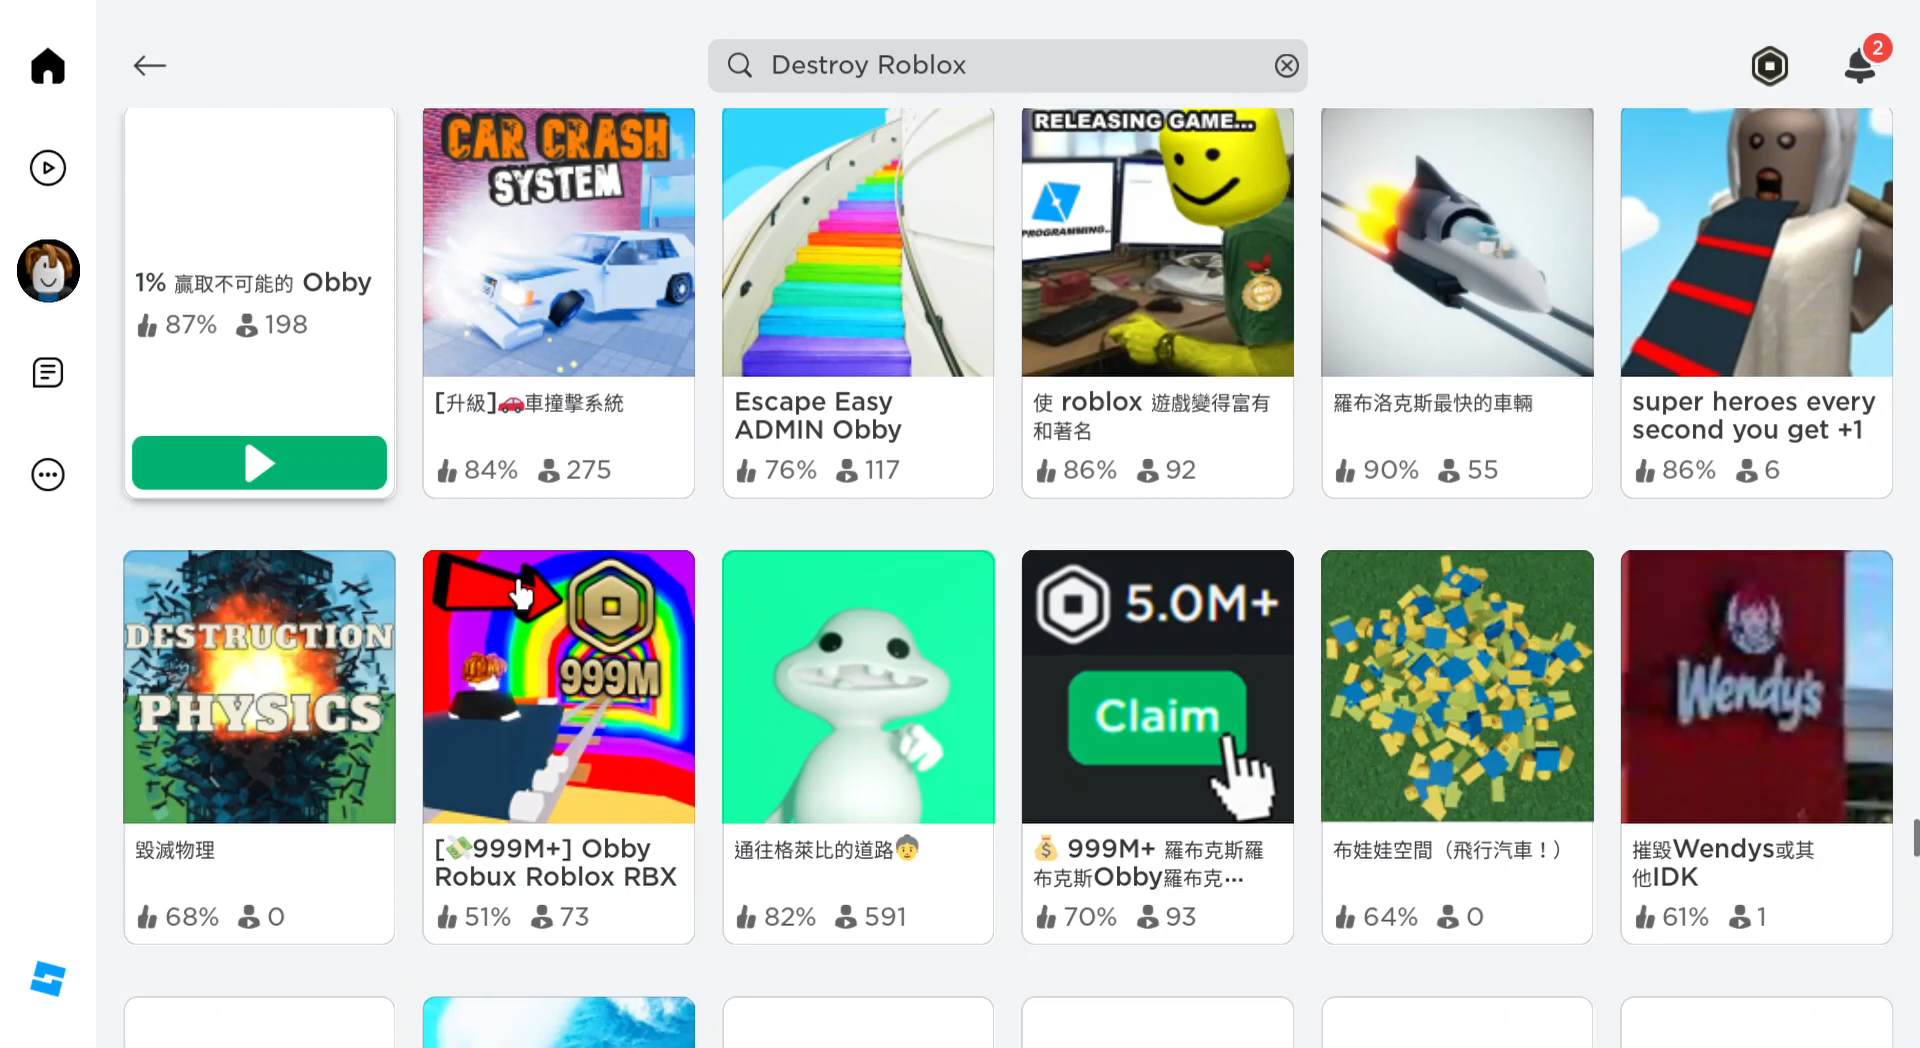 Destroy Roblox
2
1% 贏取不可能的 Obby
87% 198
CAR CRASH
SYSTEM
[升級]🚗車撞擊系統
84% 275
Escape Easy
ADMIN Obby
76% 117
RELEASING GAME...
PROGRAMMING..
使 roblox 遊戲變得富有
和著名
86% 92
羅布洛克斯最快的車輛
90% 55
super heroes every
second you get +1
86% 6
DESTRUCTION
PHYSICS
毀滅物理
68% 0
999M
[💸999M+] Obby
Robux Roblox RBX
51% 73
通往格萊比的道路👵
82% 591
5.0M+
Claim
💰 999M+ 羅布克斯羅
布克斯Obby羅布克...
70% 93
布娃娃空間（飛行汽車！）
64% 0
Wendy's
摧毀Wendys或其
他IDK
61% 1